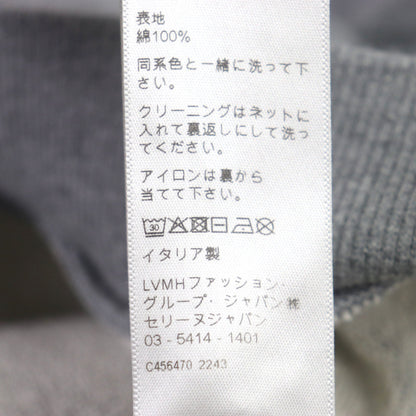 表地
綿100%
同系色と一緒に洗って下
さい。
クリーニングはネットに
入れて裏返しにして洗っ
てください。
アイロンは裏から
当てて下さい。
30
イタリア製
LVMHファッション・
グループ・ジャパン㈱
セリーヌジャパン
03 - 5414 - 1401
C456470 2243